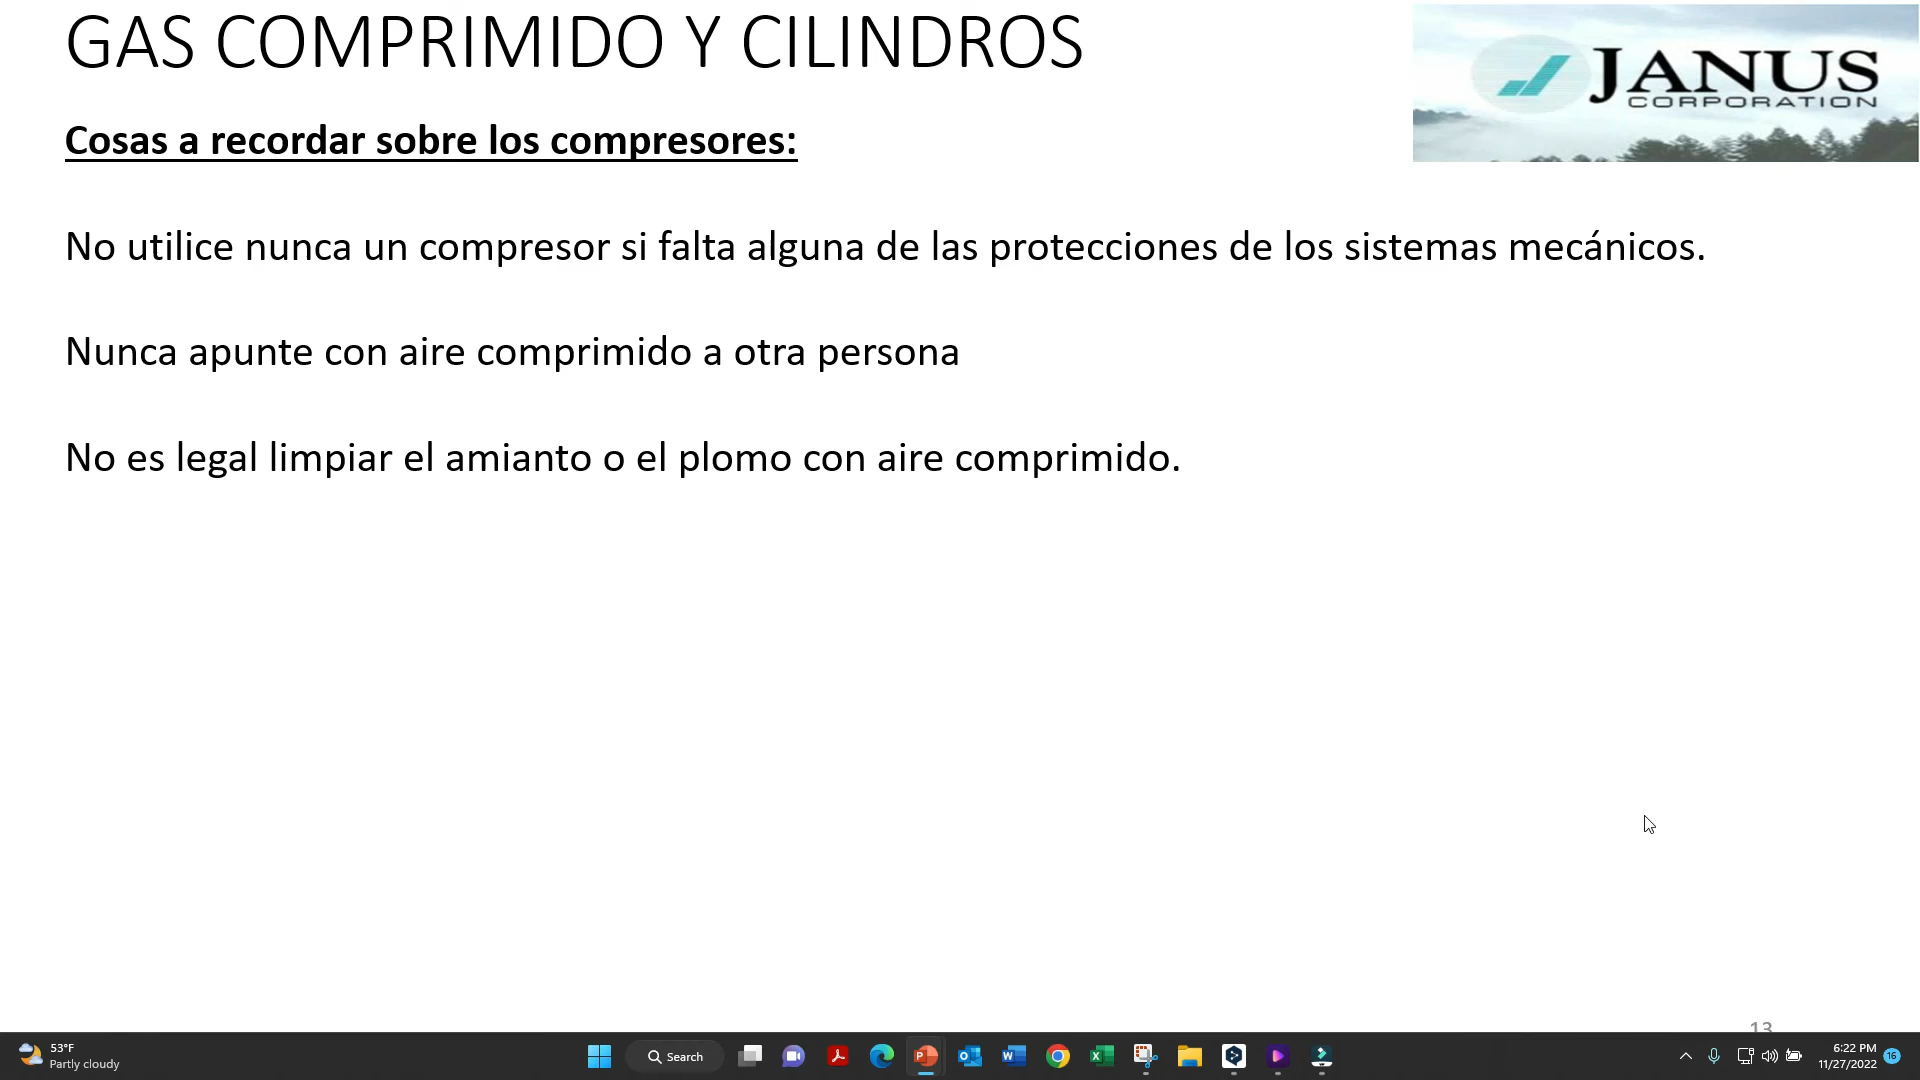 GAS COMPRIMIDO Y CILINDROS
JANUS
CORPORATION
Cosas a recordar sobre los compresores:
No utilice nunca un compresor si falta alguna de las protecciones de los sistemas mecánicos.
Nunca apunte con aire comprimido a otra persona
No es legal limpiar el amianto o el plomo con aire comprimido.
13
53°F
Partly cloudy
Search
6:22 PM
11/27/2022
16